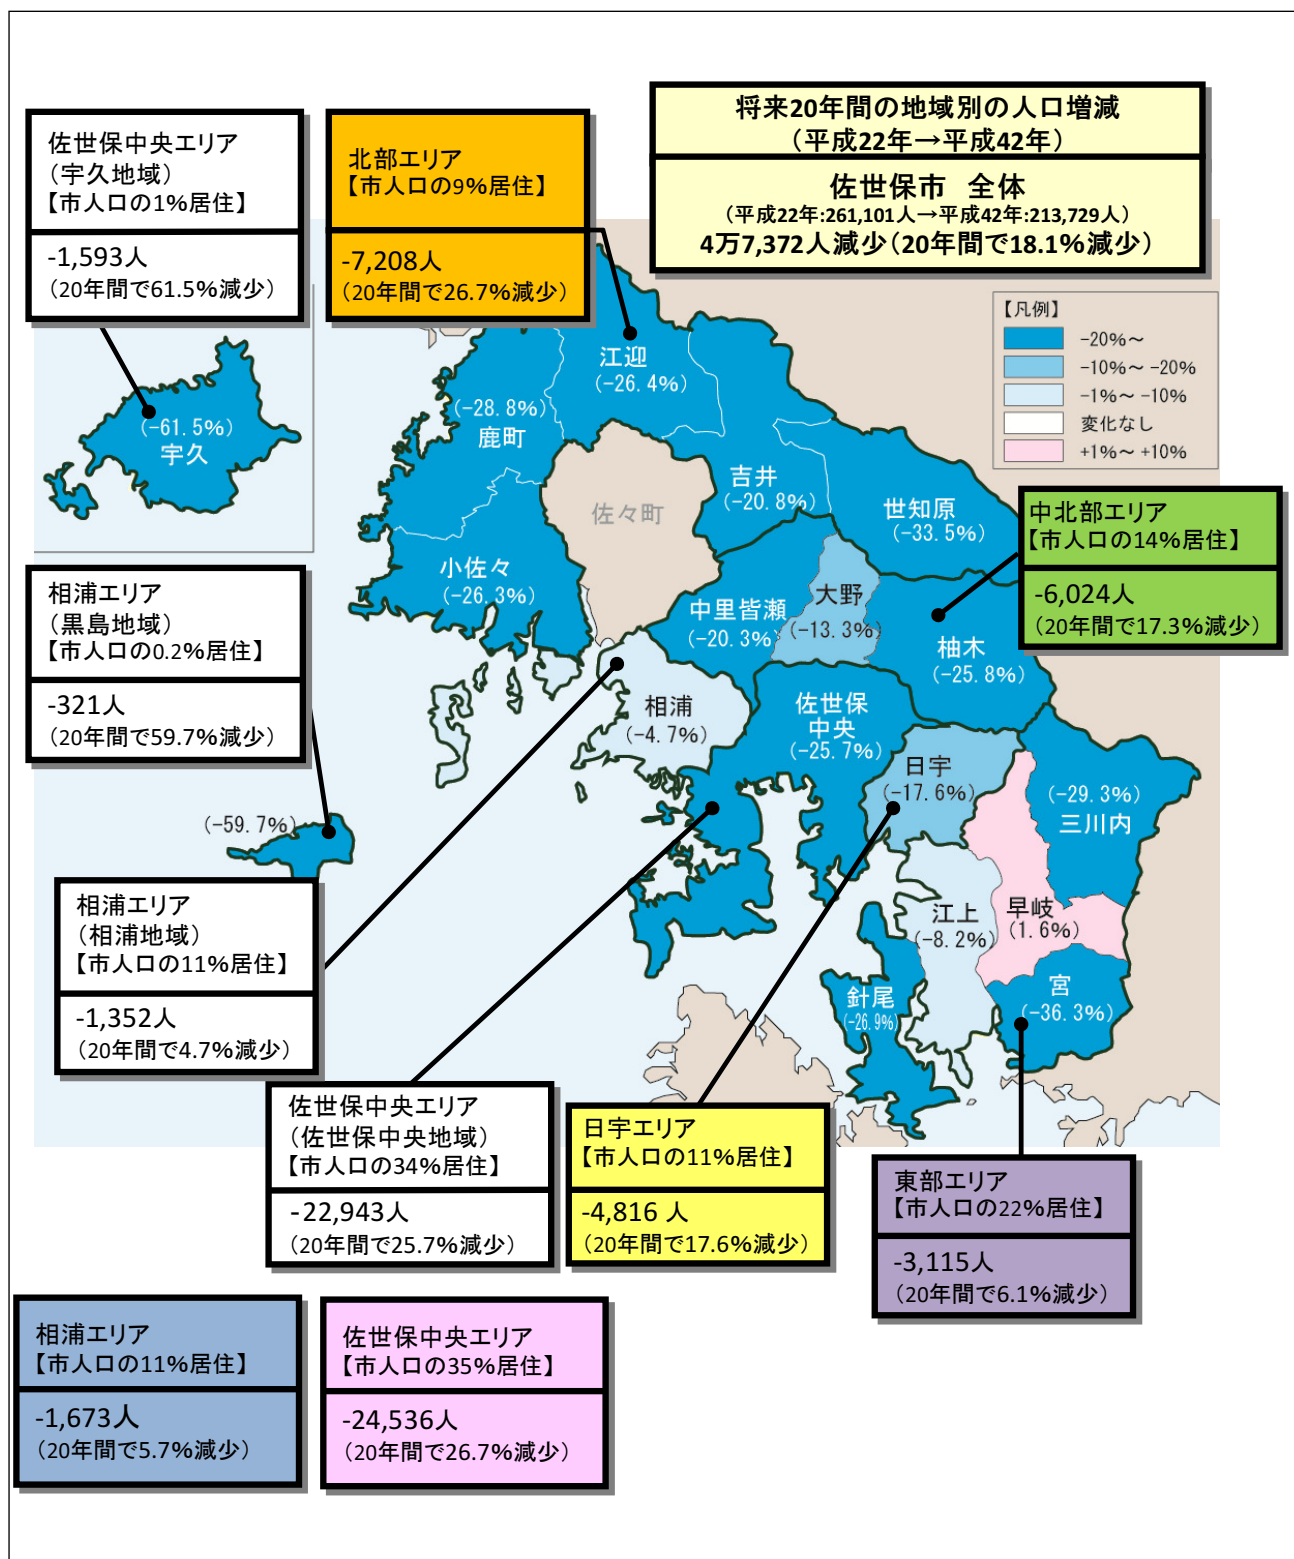 将来20年間の地域別の人口増減
（平成22年→平成42年）
佐世保市　全体
（平成22年:261,101人→平成42年:213,729人）
4万7,372人減少（20年間で18.1%減少）
佐世保中央エリア
（宇久地域）
【市人口の1%居住】
-1,593人
（20年間で61.5%減少）
北部エリア
【市人口の9%居住】
-7,208人
（20年間で26.7%減少）
【凡例】
-20%～
-10%～ -20%
-1%～ -10%
変化なし
+1%～ +10%
江迎
（-26.4%）
（-28.8%）
鹿町
（-61.5%）
宇久
吉井
（-20.8%）
世知原
（-33.5%）
佐々町
小佐々
（-26.3%）
中里皆瀬
（-20.3%）
大野
（-13.3%）
柚木
（-25.8%）
中北部エリア
【市人口の14%居住】
-6,024人
（20年間で17.3%減少）
相浦エリア
（黒島地域）
【市人口の0.2%居住】
-321人
（20年間で59.7%減少）
相浦
（-4.7%）
佐世保
中央
（-25.7%）
日宇
（-17.6%）
（-29.3%）
三川内
（-59.7%）
江上
（-8.2%）
早岐
（1.6%）
針尾
（-26.9%）
宮
（-36.3%）
相浦エリア
（相浦地域）
【市人口の11%居住】
-1,352人
（20年間で4.7%減少）
佐世保中央エリア
（佐世保中央地域）
【市人口の34%居住】
-22,943人
（20年間で25.7%減少）
日宇エリア
【市人口の11%居住】
-4,816 人
（20年間で17.6%減少）
東部エリア
【市人口の22%居住】
-3,115人
（20年間で6.1%減少）
相浦エリア
【市人口の11%居住】
-1,673人
（20年間で5.7%減少）
佐世保中央エリア
【市人口の35%居住】
-24,536人
（20年間で26.7%減少）